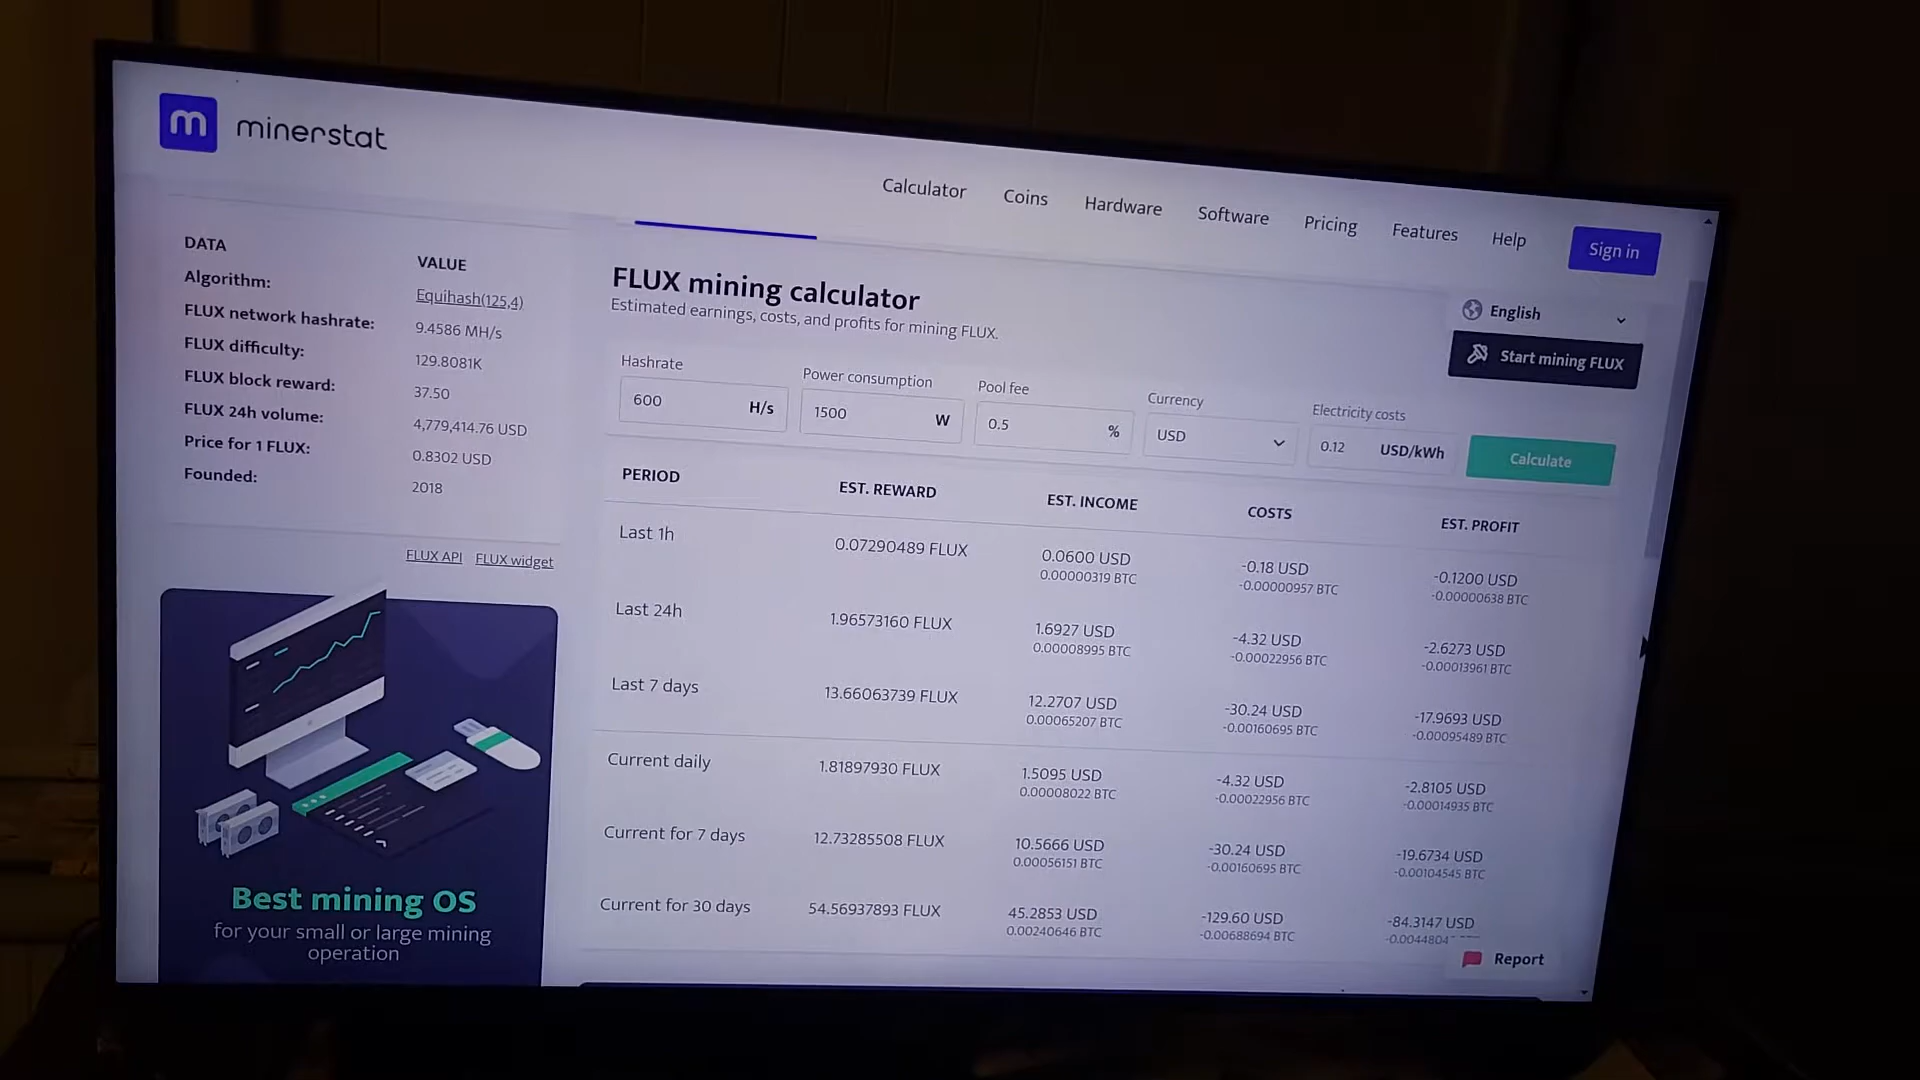 m minerstat
Calculator Coins Hardware Software Pricing Features Help Sign in
DATA VALUE
Algorithm: Equihash(125,4)
FLUX network hashrate: 9.4586 MH/s
FLUX difficulty: 129.8081K
FLUX block reward: 37.50
FLUX 24h volume: 4,779,414.76 USD
Price for 1 FLUX: 0.8302 USD
Founded: 2018
FLUX API FLUX widget
Best mining OS
for your small or large mining
operation
FLUX mining calculator
Estimated earnings, costs, and profits for mining FLUX.
English
Start mining FLUX
Hashrate Power consumption Pool fee Currency Electricity costs
600 H/s 1500 W 0.5 % USD 0.12 USD/kWh Calculate
PERIOD EST. REWARD EST. INCOME COSTS EST. PROFIT
Last 1h 0.07290489 FLUX 0.0600 USD -0.18 USD -0.1200 USD
0.00000319 BTC -0.00000957 BTC -0.00000638 BTC
Last 24h 1.96573160 FLUX 1.6927 USD -4.32 USD -2.6273 USD
0.00008995 BTC -0.00022956 BTC -0.00013961 BTC
Last 7 days 13.66063739 FLUX 12.2707 USD -30.24 USD -17.9693 USD
0.00065207 BTC -0.00160695 BTC -0.00095489 BTC
Current daily 1.81897930 FLUX 1.5095 USD -4.32 USD -2.8105 USD
0.00008022 BTC -0.00022956 BTC -0.00014935 BTC
Current for 7 days 12.73285508 FLUX 10.5666 USD -30.24 USD -19.6734 USD
0.00056151 BTC -0.00160695 BTC -0.00104545 BTC
Current for 30 days 54.56937893 FLUX 45.2853 USD -129.60 USD -84.3147 USD
0.00240646 BTC -0.00688694 BTC
Report